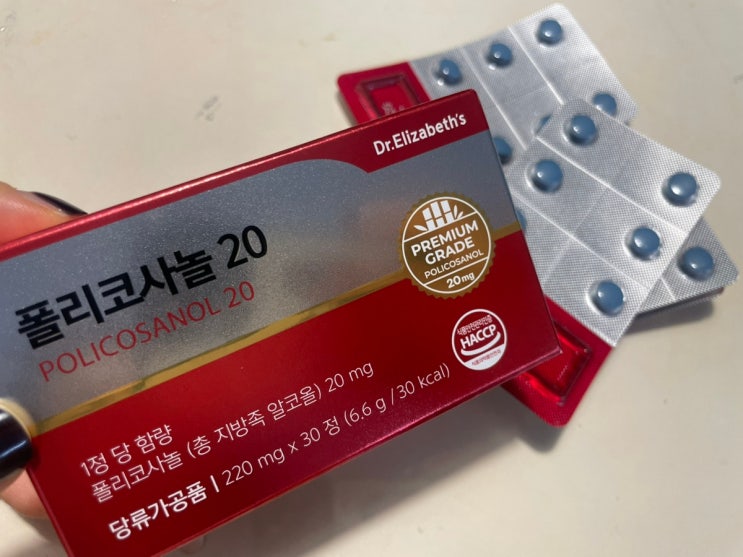 Dr.Elizabeth's
폴리코사놀 20
POLICOSANOL 20
PREMIUM
GRADE
POLICOSANOL
20mg
HACCP
1정 당 함량
폴리코사놀 (총 지방족 알코올) 20 mg
당류가공품 | 220 mg x 30 정 (6.6 g / 30 kcal)